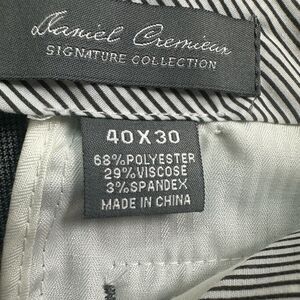 Daniel Cremieux
SIGNATURE COLLECTION
40X30
68%POLYESTER
29%VISCOSE
3%SPANDEX
MADE IN CHINA